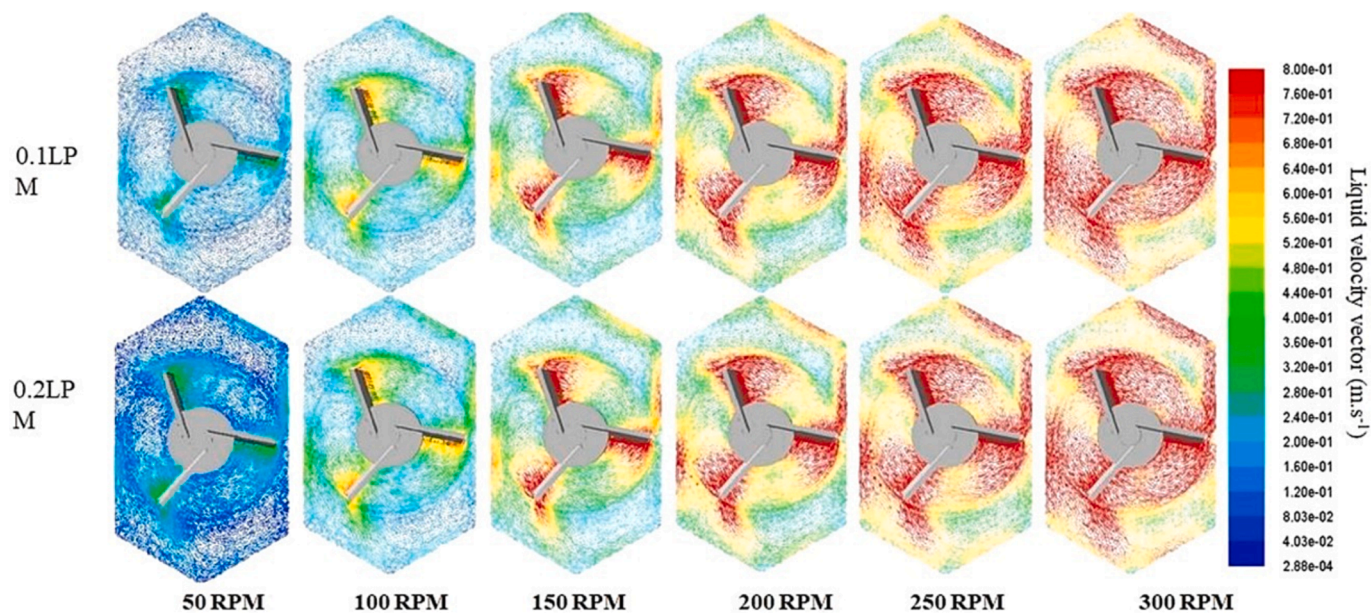 0.1LP
M
0.2LP
M
50 RPM
100 RPM
150 RPM
200 RPM
250 RPM
300 RPM
8.00e-01
7.60e-01
7.20e-01
6.80e-01
6.40e-01
6.00e-01
5.60e-01
5.20e-01
4.80e-01
4.40e-01
4.00e-01
3.60e-01
3.20e-01
2.80e-01
2.40e-01
2.00e-01
1.60e-01
1.20e-01
8.03e-02
4.03e-02
2.88e-04
Liquid velocity vector (m.s⁻¹)